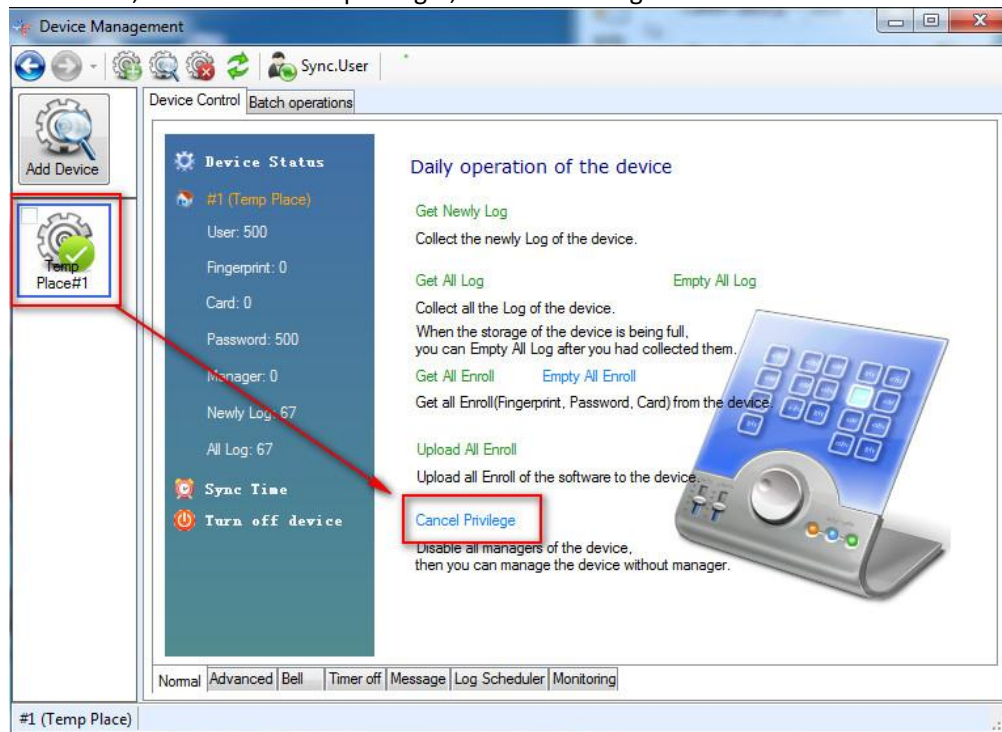 Device Management
Sync.User
Device Control Batch operations
Add Device
Temp
Place#1
Device Status
#1 (Temp Place)
User: 500
Fingerprint: 0
Card: 0
Password: 500
Manager: 0
Newly Log: 67
All Log: 67
Sync Time
Turn off device
Daily operation of the device
Get Newly Log
Collect the newly Log of the device.
Get All Log Empty All Log
Collect all the Log of the device.
When the storage of the device is being full,
you can Empty All Log after you had collected them.
Get All Enroll Empty All Enroll
Get all Enroll(Fingerprint, Password, Card) from the device.
Upload All Enroll
Upload all Enroll of the software to the device.
Cancel Privilege
Disable all managers of the device,
then you can manage the device without manager.
Normal Advanced Bell Timer off Message Log Scheduler Monitoring
#1 (Temp Place)